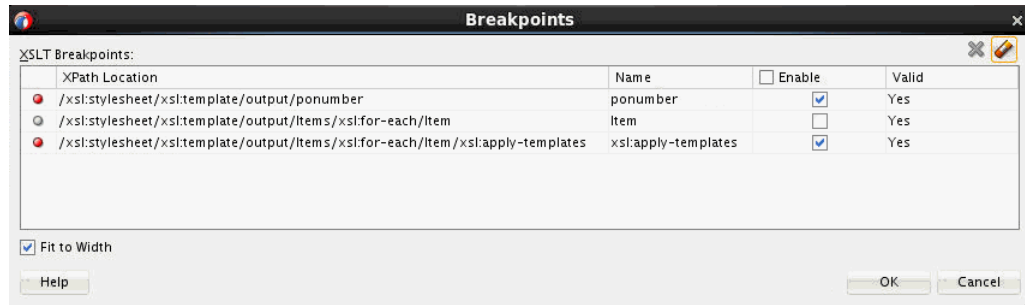 Breakpoints
XSLT Breakpoints:
XPath Location Name Enable Valid
/xsl:stylesheet/xsl:template/output/ponumber ponumber Yes
/xsl:stylesheet/xsl:template/output/Items/xsl:for-each/Item Item Yes
/xsl:stylesheet/xsl:template/output/Items/xsl:for-each/Item/xsl:apply-templates xsl:apply-templates Yes
Fit to Width
Help OK Cancel